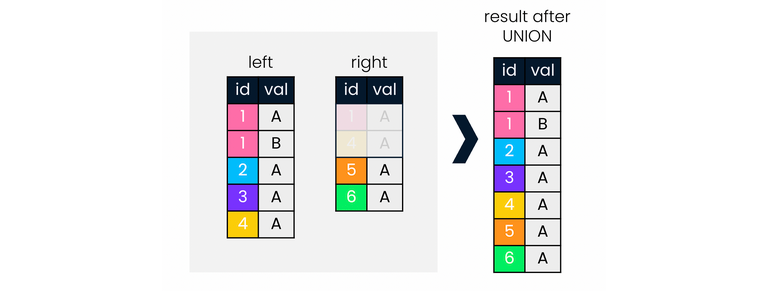 result after
UNION
left
right
id val
1 A
1 B
2 A
3 A
4 A
id val
1 A
4 A
5 A
6 A
id val
1 A
1 B
2 A
3 A
4 A
5 A
6 A